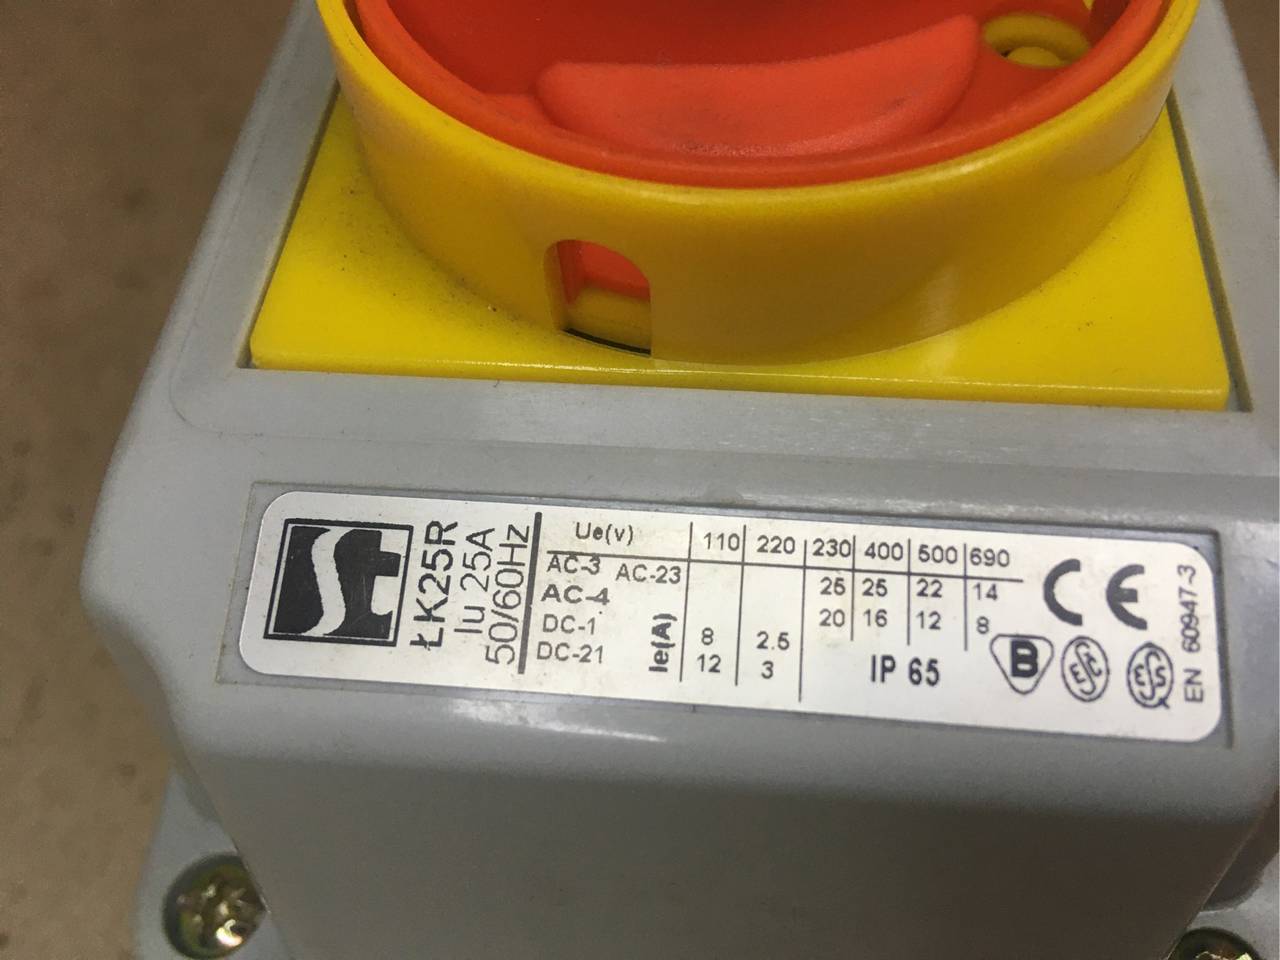 ŁK25R
Iu 25A
50/60Hz
Ue(v) 110 220 230 400 500 690
AC-3 AC-23 25 25 22 14
AC-4 20 16 12 8
DC-1 Ie(A) 8 2.5
DC-21 12 3
IP 65
CE
B
EN 60947-3